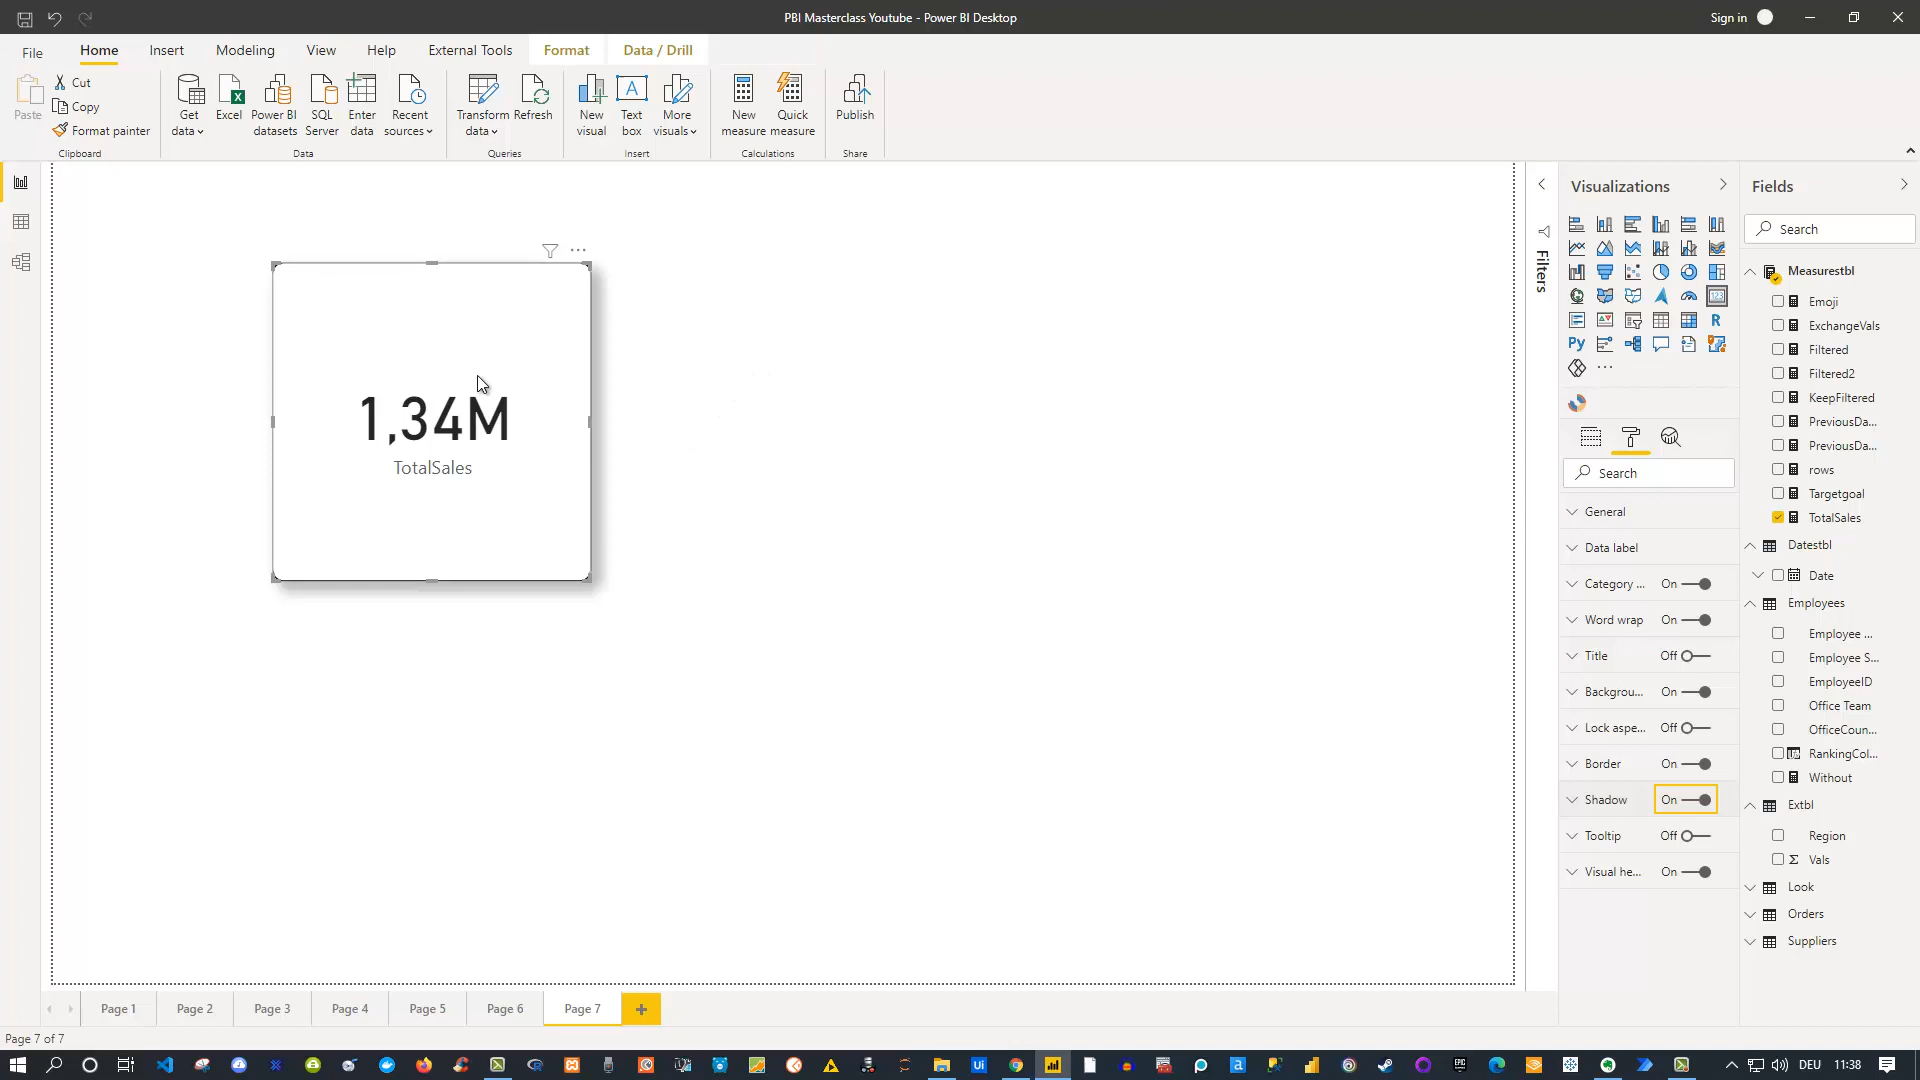 PBI Masterclass Youtube - Power BI Desktop
Sign in
File
Home
Insert
Modeling
View
Help
External Tools
Format
Data / Drill
Paste
Cut
Copy
Format painter
Clipboard
Get data
Excel
Power BI datasets
SQL Server
Enter data
Recent sources
Data
Transform data
Refresh
Queries
New visual
Text box
More visuals
Insert
New measure
Quick measure
Calculations
Publish
Share
1,34M
TotalSales
Filters
Visualizations
R
Py
Search
General
Data label
Category ... On
Word wrap On
Title Off
Backgrou... On
Lock aspe... Off
Border On
Shadow On
Tooltip Off
Visual he... On
Fields
Search
Measurestbl
Emoji
ExchangeVals
Filtered
Filtered2
KeepFiltered
PreviousDa...
PreviousDa...
rows
Targetgoal
TotalSales
Datestbl
Date
Employees
Employee ...
Employee S...
EmployeeID
Office Team
OfficeCoun...
RankingCol...
Without
Extbl
Region
Vals
Look
Orders
Suppliers
Page 1
Page 2
Page 3
Page 4
Page 5
Page 6
Page 7
Page 7 of 7
DEU
11:38